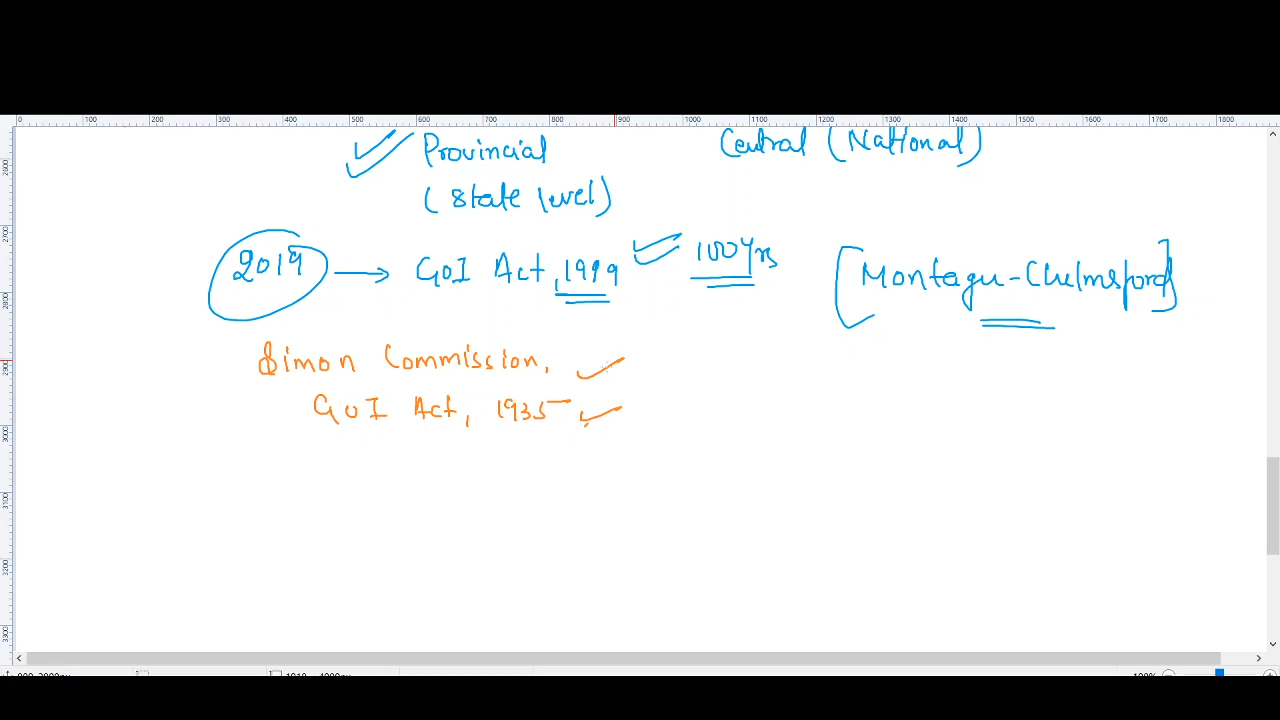 Provincial Central (National)
(State level)
2019 → GOI Act, 1919 100 Yrs [Montagu-Chelmsford]
Simon Commission,
GOI Act, 1935